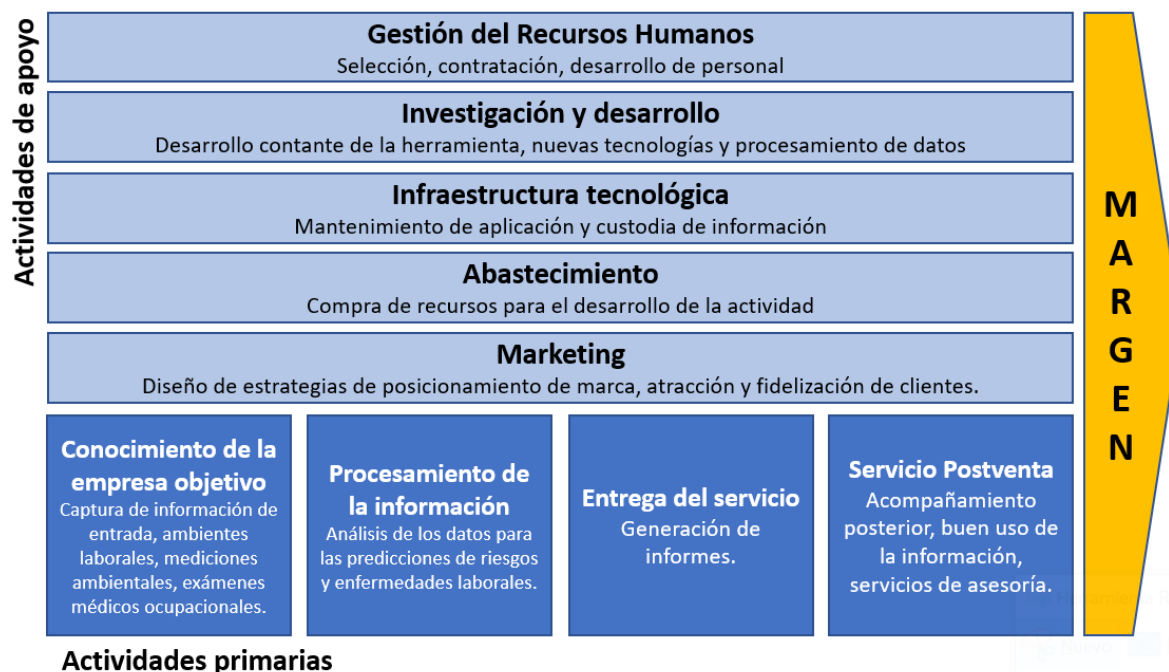 Actividades de apoyo
Gestión del Recursos Humanos
Selección, contratación, desarrollo de personal
Investigación y desarrollo
Desarrollo contante de la herramienta, nuevas tecnologías y procesamiento de datos
Infraestructura tecnológica
Mantenimiento de aplicación y custodia de información
Abastecimiento
Compra de recursos para el desarrollo de la actividad
Marketing
Diseño de estrategias de posicionamiento de marca, atracción y fidelización de clientes.
Conocimiento de la
empresa objetivo
Captura de información de
entrada, ambientes
laborales, mediciones
ambientales, exámenes
médicos ocupacionales.
Procesamiento de
la información
Análisis de los datos para
las predicciones de riesgos
y enfermedades laborales.
Entrega del servicio
Generación de
informes.
Servicio Postventa
Acompañamiento
posterior, buen uso de
la información,
servicios de asesoría.
MARGEN
Actividades primarias